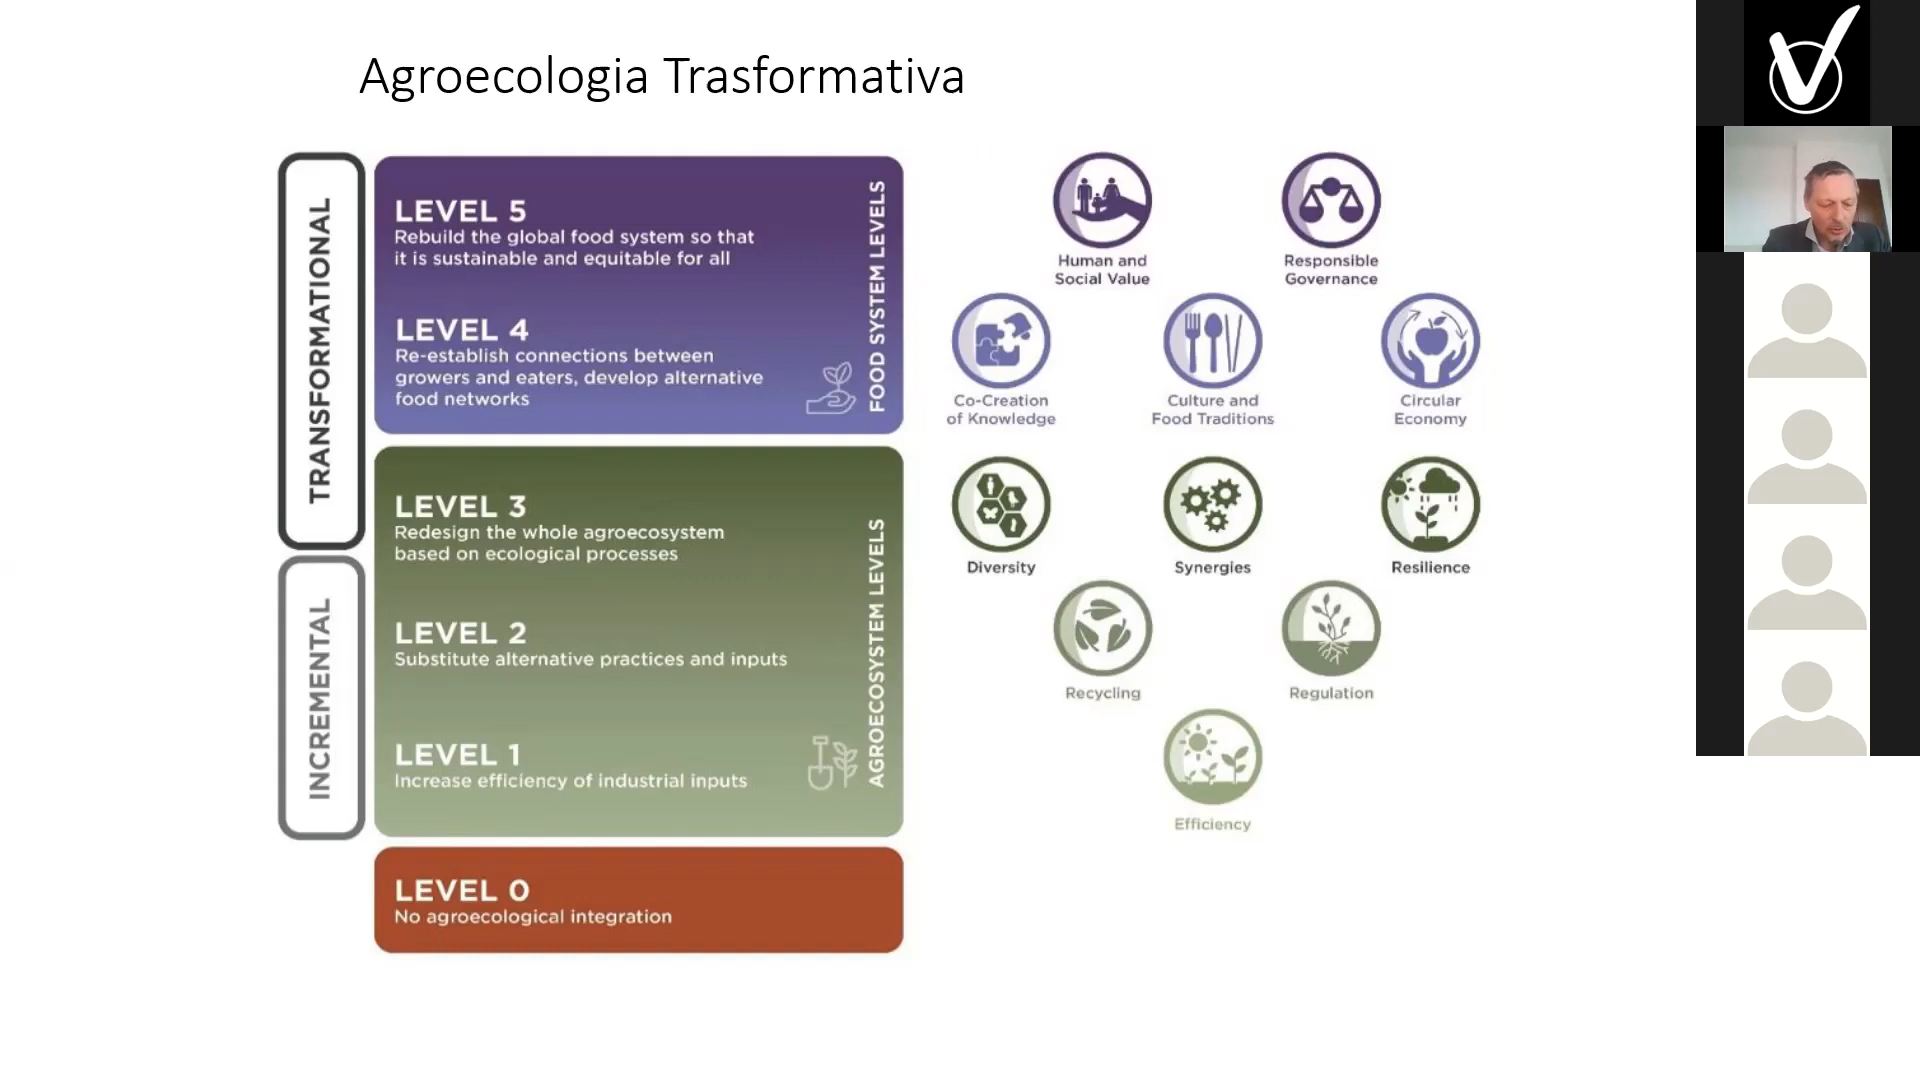 Agroecologia Trasformativa
TRANSFORMATIONAL
INCREMENTAL
LEVEL 5
Rebuild the global food system so that
it is sustainable and equitable for all
LEVEL 4
Re-establish connections between
growers and eaters, develop alternative
food networks
FOOD SYSTEM LEVELS
LEVEL 3
Redesign the whole agroecosystem
based on ecological processes
LEVEL 2
Substitute alternative practices and inputs
LEVEL 1
Increase efficiency of industrial inputs
AGROECOSYSTEM LEVELS
LEVEL 0
No agroecological integration
Human and
Social Value
Responsible
Governance
Co-Creation
of Knowledge
Culture and
Food Traditions
Circular
Economy
Diversity
Synergies
Resilience
Recycling
Regulation
Efficiency